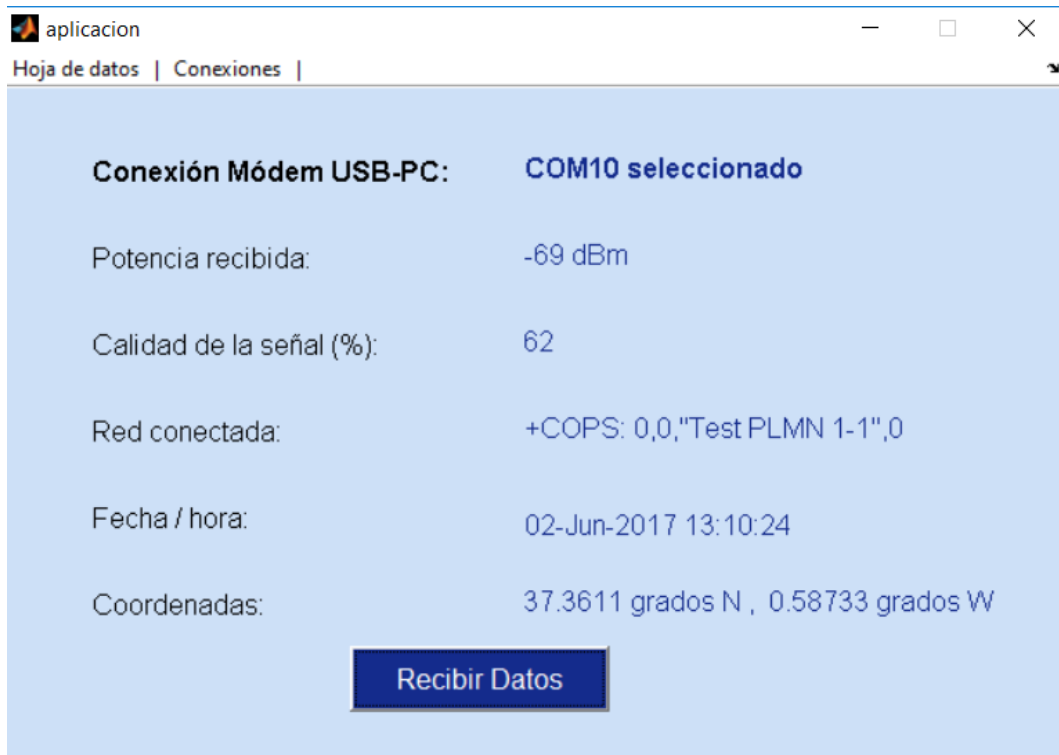 aplicacion
Hoja de datos | Conexiones |
Conexión Módem USB-PC: COM10 seleccionado
Potencia recibida: -69 dBm
Calidad de la señal (%): 62
Red conectada: +COPS: 0,0,"Test PLMN 1-1",0
Fecha / hora: 02-Jun-2017 13:10:24
Coordenadas: 37.3611 grados N , 0.58733 grados W
Recibir Datos